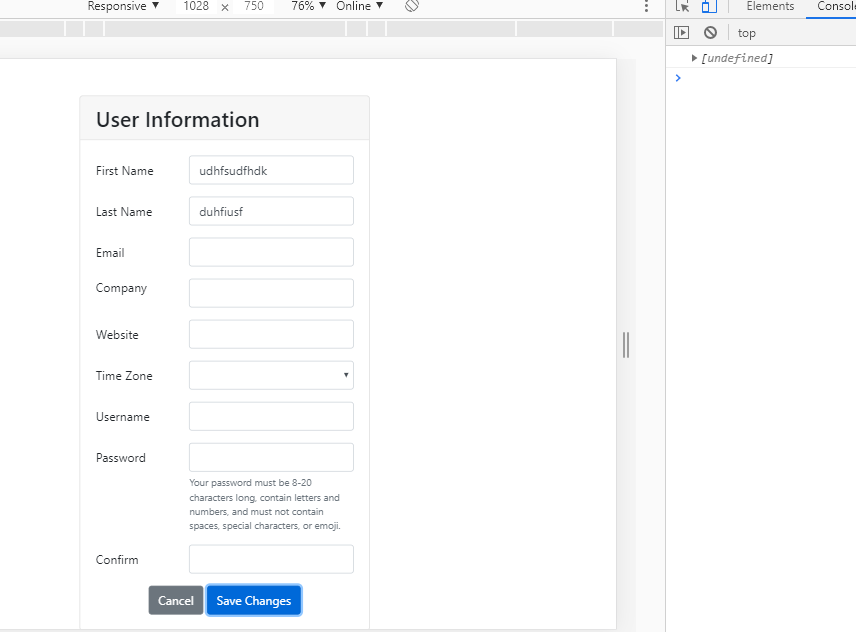 Responsive ▼ 1028 x 750 76% ▼ Online ▼
Elements Console
top
[undefined]
User Information
First Name udhfsudfhdk
Last Name duhfiusf
Email
Company
Website
Time Zone
Username
Password
Your password must be 8-20
characters long, contain letters and
numbers, and must not contain
spaces, special characters, or emoji.
Confirm
Cancel Save Changes